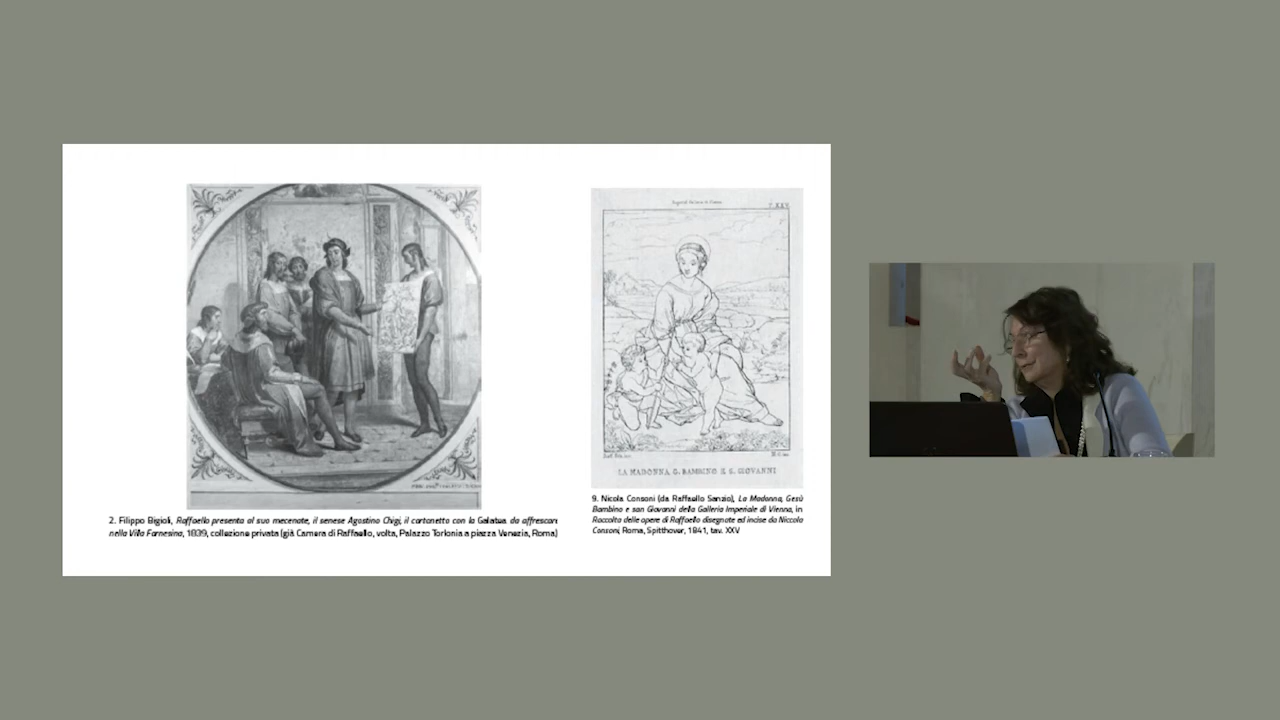 2. Filippo Bigioli, Raffaello presenta al suo mecenate, il senese Agostino Chigi, il cartonetto con la Galatea da affrescare
nella Villa Farnesina, 1839, collezione privata (già Camera di Raffaello, volta, Palazzo Torlonia a piazza Venezia, Roma)
T. XXV.
LA MADONNA G. BAMBINO E S. GIOVANNI
9. Nicola Consoni (da Raffaello Sanzio), La Madonna, Gesù
Bambino e san Giovanni della Galleria Imperiale di Vienna, in
Raccolta delle opere di Raffaello disegnate ed incise da Niccola
Consoni, Roma, Spitthover, 1841, tav. XXV